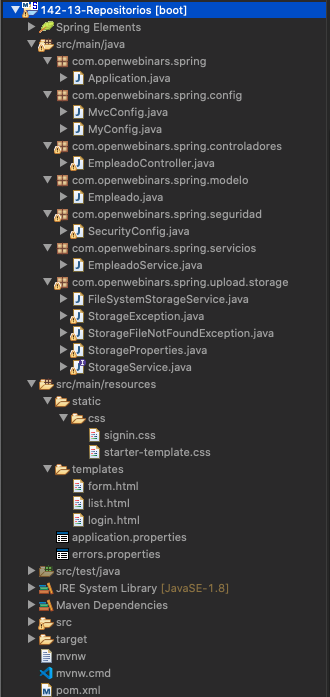 142-13-Repositorios [boot]
Spring Elements
src/main/java
com.openwebinars.spring
Application.java
com.openwebinars.spring.config
MvcConfig.java
MyConfig.java
com.openwebinars.spring.controladores
EmpleadoController.java
com.openwebinars.spring.modelo
Empleado.java
com.openwebinars.spring.seguridad
SecurityConfig.java
com.openwebinars.spring.servicios
EmpleadoService.java
com.openwebinars.spring.upload.storage
FileSystemStorageService.java
StorageException.java
StorageFileNotFoundException.java
StorageProperties.java
StorageService.java
src/main/resources
static
css
signin.css
starter-template.css
templates
form.html
list.html
login.html
application.properties
errors.properties
src/test/java
JRE System Library [JavaSE-1.8]
Maven Dependencies
src
target
mvnw
mvnw.cmd
pom.xml